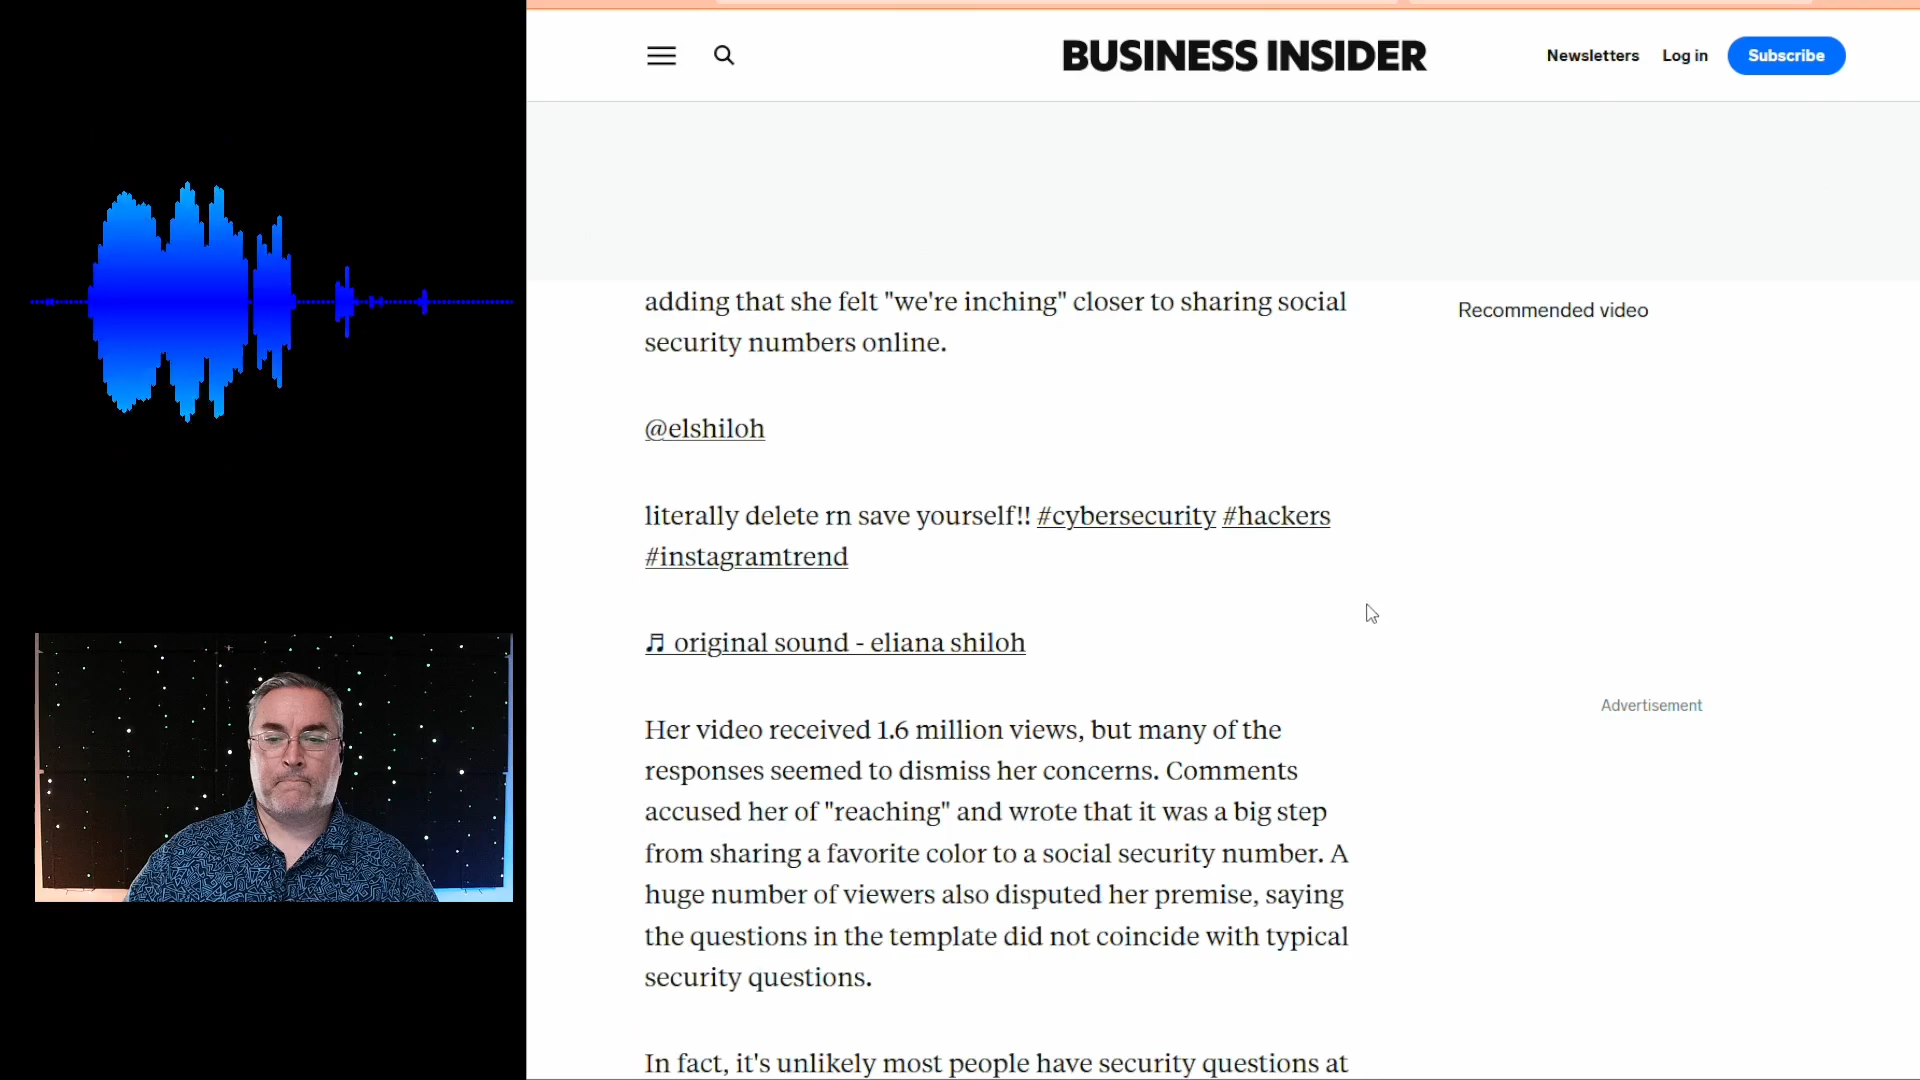 BUSINESS INSIDER
Newsletters
Log in
Subscribe
adding that she felt "we're inching" closer to sharing social
security numbers online.
Recommended video
@elshiloh
literally delete rn save yourself!! #cybersecurity #hackers
#instagramtrend
♬ original sound - eliana shiloh
Advertisement
Her video received 1.6 million views, but many of the
responses seemed to dismiss her concerns. Comments
accused her of "reaching" and wrote that it was a big step
from sharing a favorite color to a social security number. A
huge number of viewers also disputed her premise, saying
the questions in the template did not coincide with typical
security questions.
In fact, it's unlikely most people have security questions at